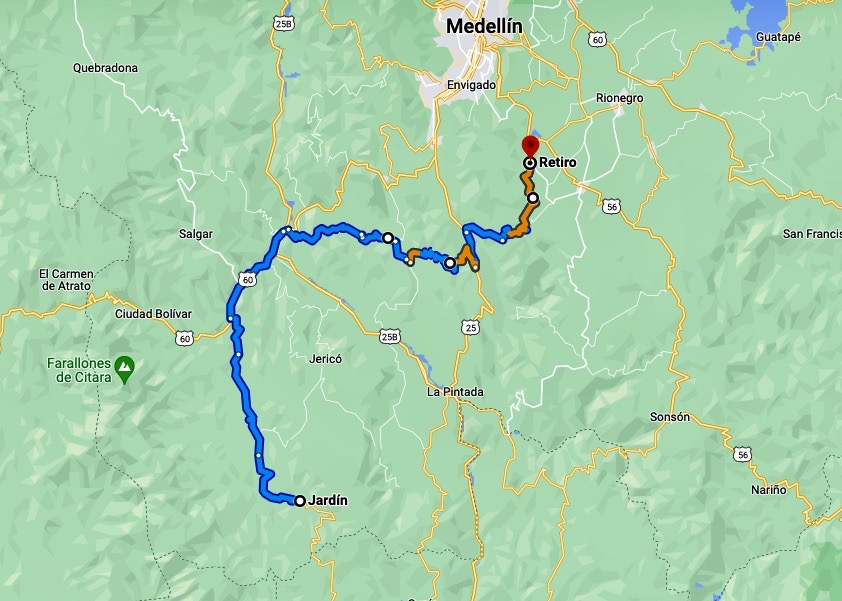 25B
Medellín
Guatapé
60
Quebradona
Envigado
Rionegro
Retiro
56
Salgar
San Francis
El Carmen
de Atrato
60
Ciudad Bolívar
60
25B
25
Jericó
Farallones
de Citara
La Pintada
Sonsón
56
Nariño
Jardín